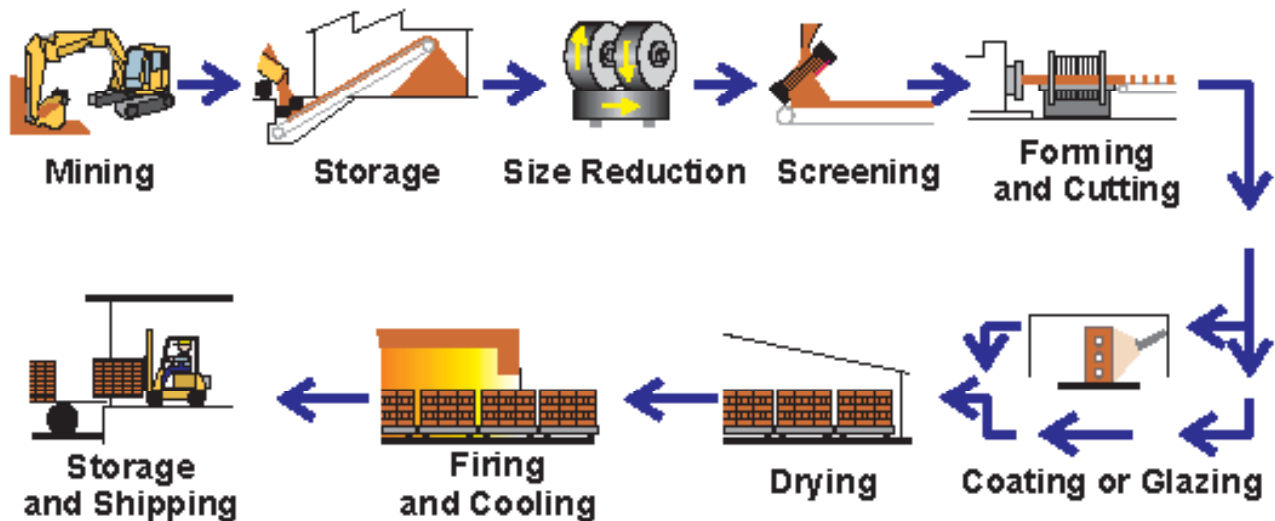 Mining
Storage
Size Reduction
Screening
Forming
and Cutting
Storage
and Shipping
Firing
and Cooling
Drying
Coating or Glazing